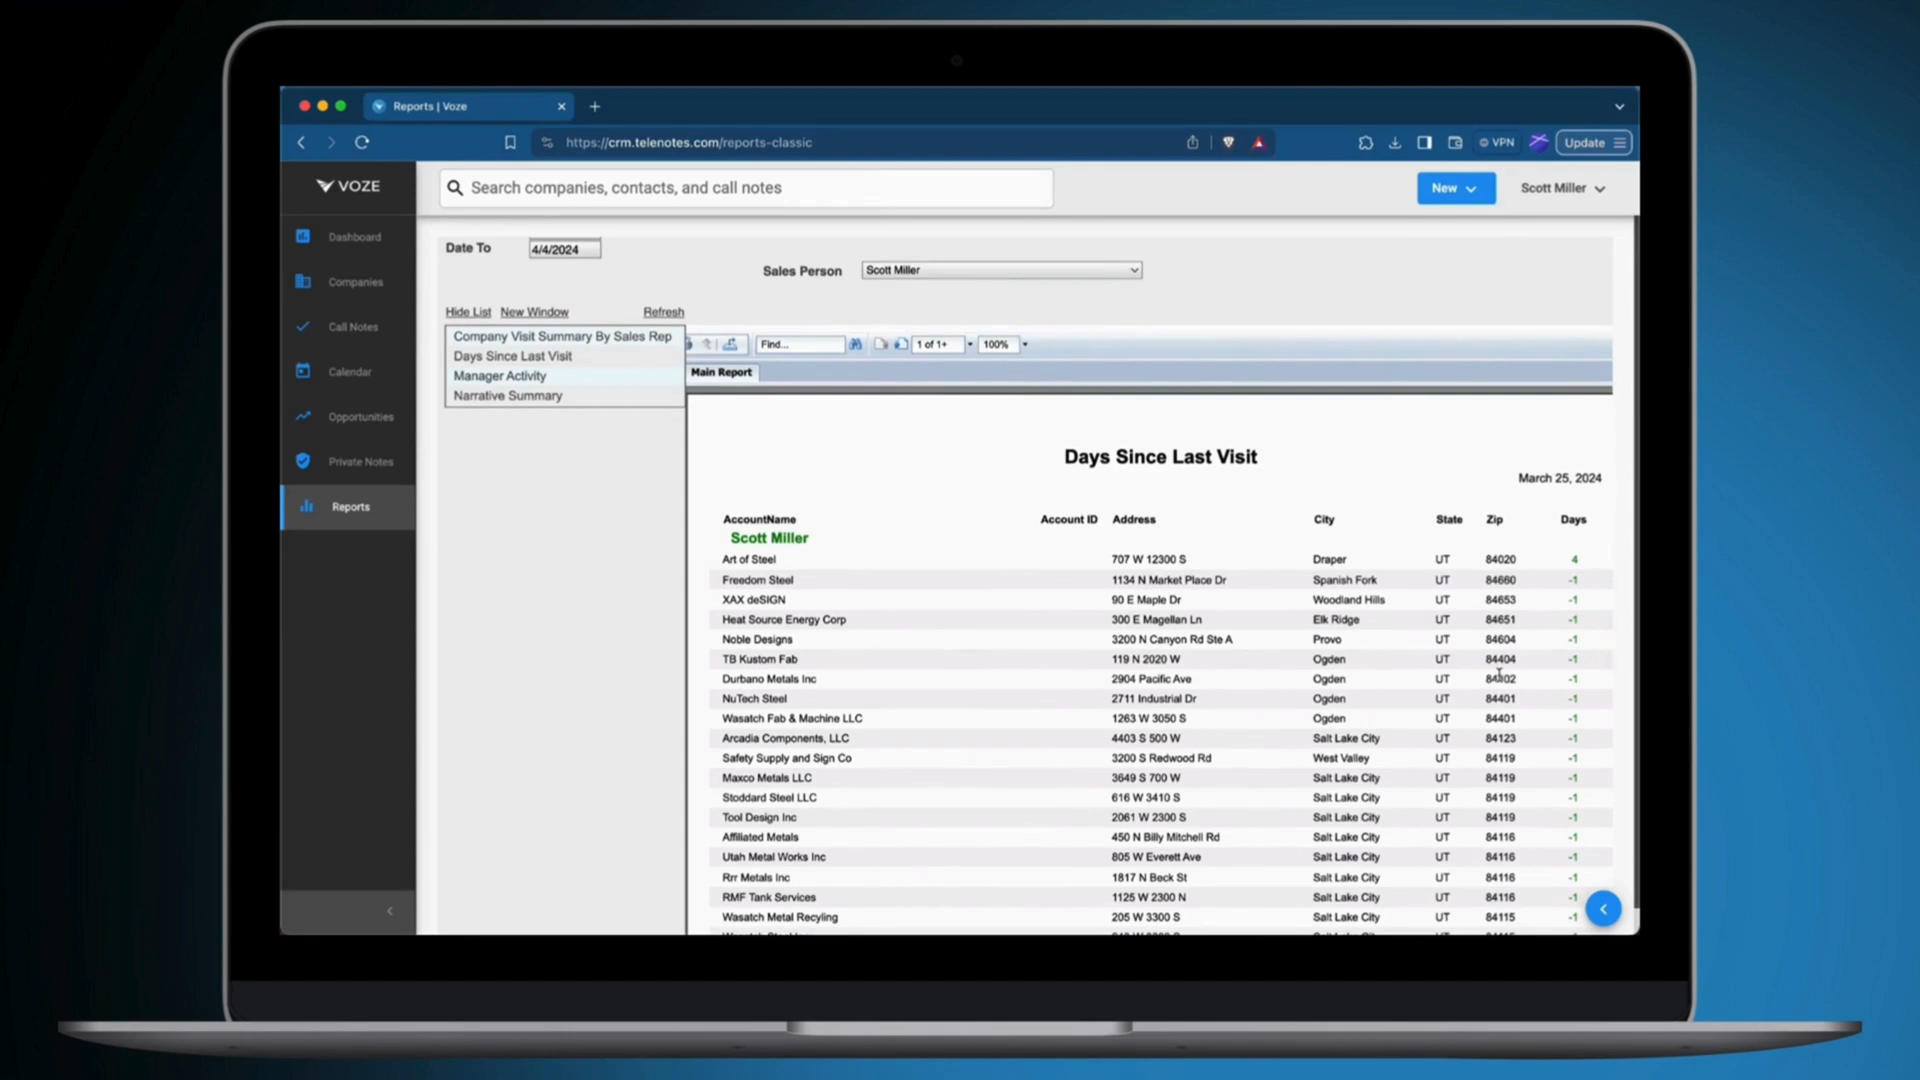 Reports | Voze
https://crm.telenotes.com/reports-classic
VPN
Update
VOZE
Search companies, contacts, and call notes
New
Scott Miller
Dashboard
Companies
Call Notes
Calendar
Opportunities
Private Notes
Reports
Date To 4/4/2024
Sales Person Scott Miller
Hide List New Window Refresh
Company Visit Summary By Sales Rep
Days Since Last Visit
Manager Activity
Narrative Summary
Find... 1 of 1+ 100%
Main Report
Days Since Last Visit
March 25, 2024
AccountName Account ID Address City State Zip Days
Scott Miller
Art of Steel 707 W 12300 S Draper UT 84020 4
Freedom Steel 1134 N Market Place Dr Spanish Fork UT 84660 -1
XAX deSIGN 90 E Maple Dr Woodland Hills UT 84653 -1
Heat Source Energy Corp 300 E Magellan Ln Elk Ridge UT 84651 -1
Noble Designs 3200 N Canyon Rd Ste A Provo UT 84604 -1
TB Kustom Fab 119 N 2020 W Ogden UT 84404 -1
Durbano Metals Inc 2904 Pacific Ave Ogden UT 84402 -1
NuTech Steel 2711 Industrial Dr Ogden UT 84401 -1
Wasatch Fab & Machine LLC 1263 W 3050 S Ogden UT 84401 -1
Arcadia Components, LLC 4403 S 500 W Salt Lake City UT 84123 -1
Safety Supply and Sign Co 3200 S Redwood Rd West Valley UT 84119 -1
Maxco Metals LLC 3649 S 700 W Salt Lake City UT 84119 -1
Stoddard Steel LLC 616 W 3410 S Salt Lake City UT 84119 -1
Tool Design Inc 2061 W 2300 S Salt Lake City UT 84119 -1
Affiliated Metals 450 N Billy Mitchell Rd Salt Lake City UT 84116 -1
Utah Metal Works Inc 805 W Everett Ave Salt Lake City UT 84116 -1
Rrr Metals Inc 1817 N Beck St Salt Lake City UT 84116 -1
RMF Tank Services 1125 W 2300 N Salt Lake City UT 84116 -1
Wasatch Metal Recyling 205 W 3300 S Salt Lake City UT 84115 -1